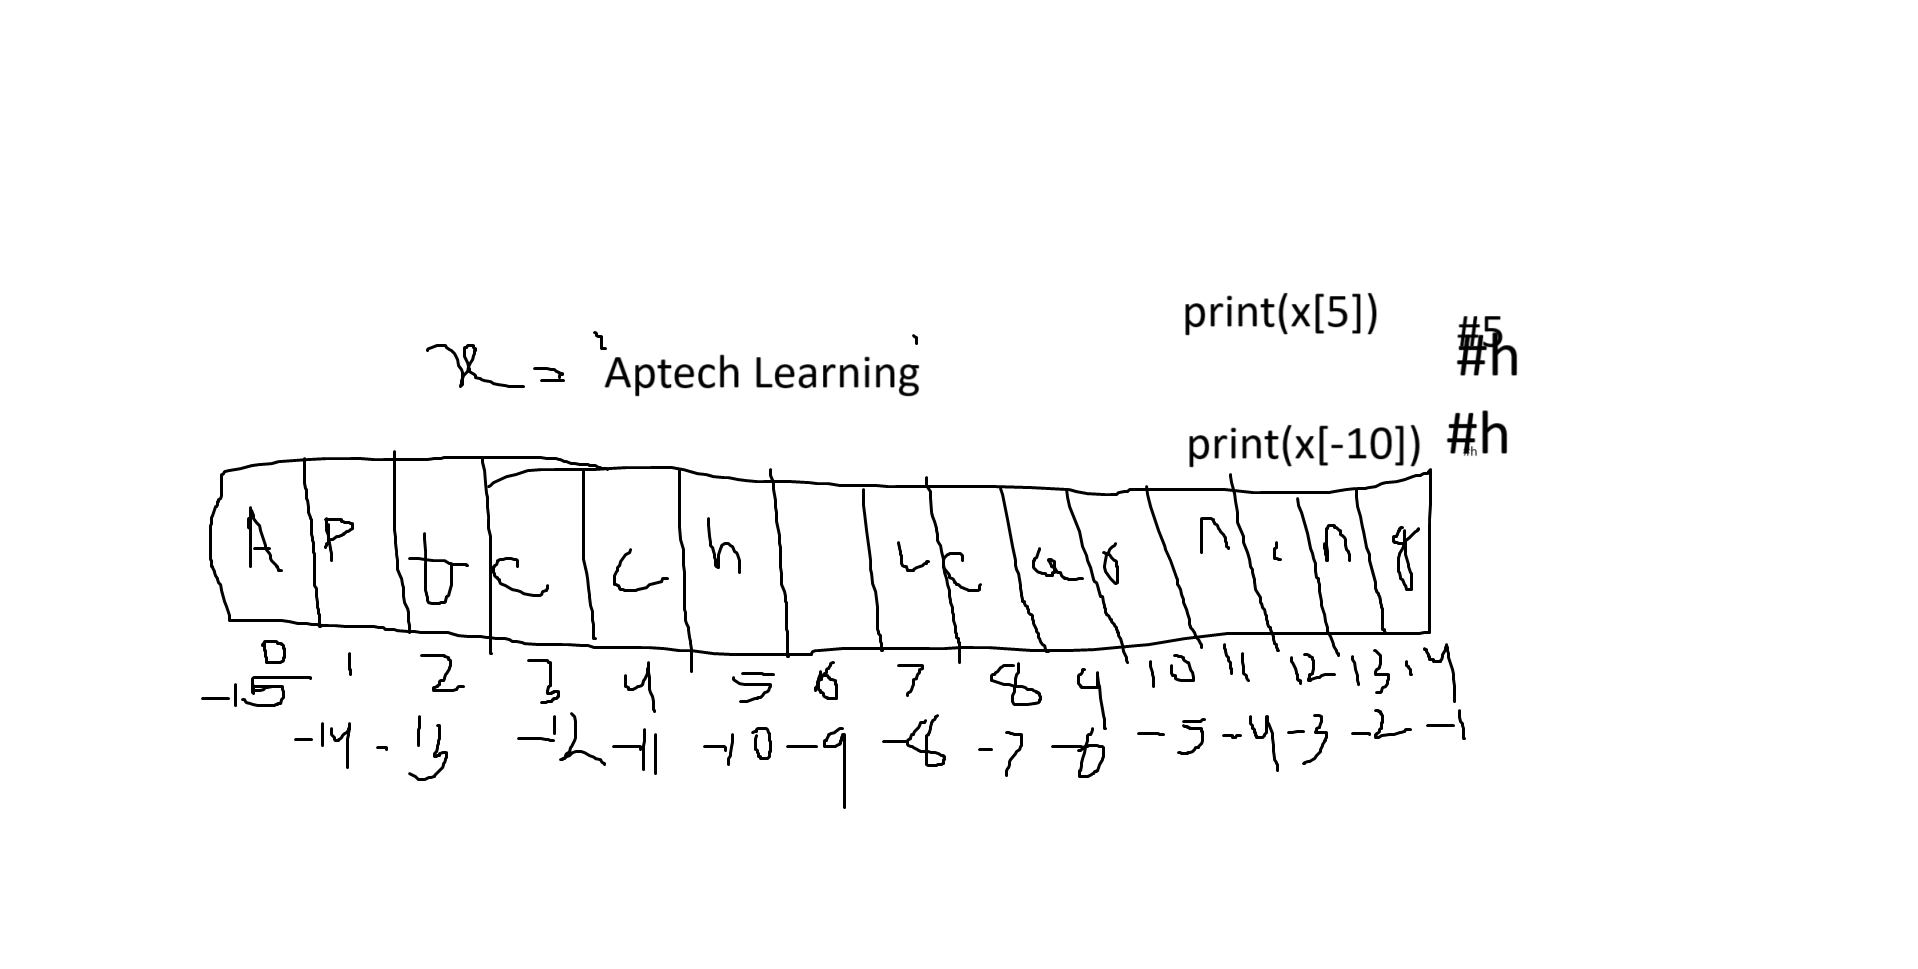 print(x[5])
#5
#h
x = 'Aptech Learning'
print(x[-10]) #h
#h
A P t e c h L e a r n i n g
0 1 2 3 4 5 6 7 8 9 10 11 12 13 14
-15 -14 -13 -12 -11 -10 -9 -8 -7 -6 -5 -4 -3 -2 -1